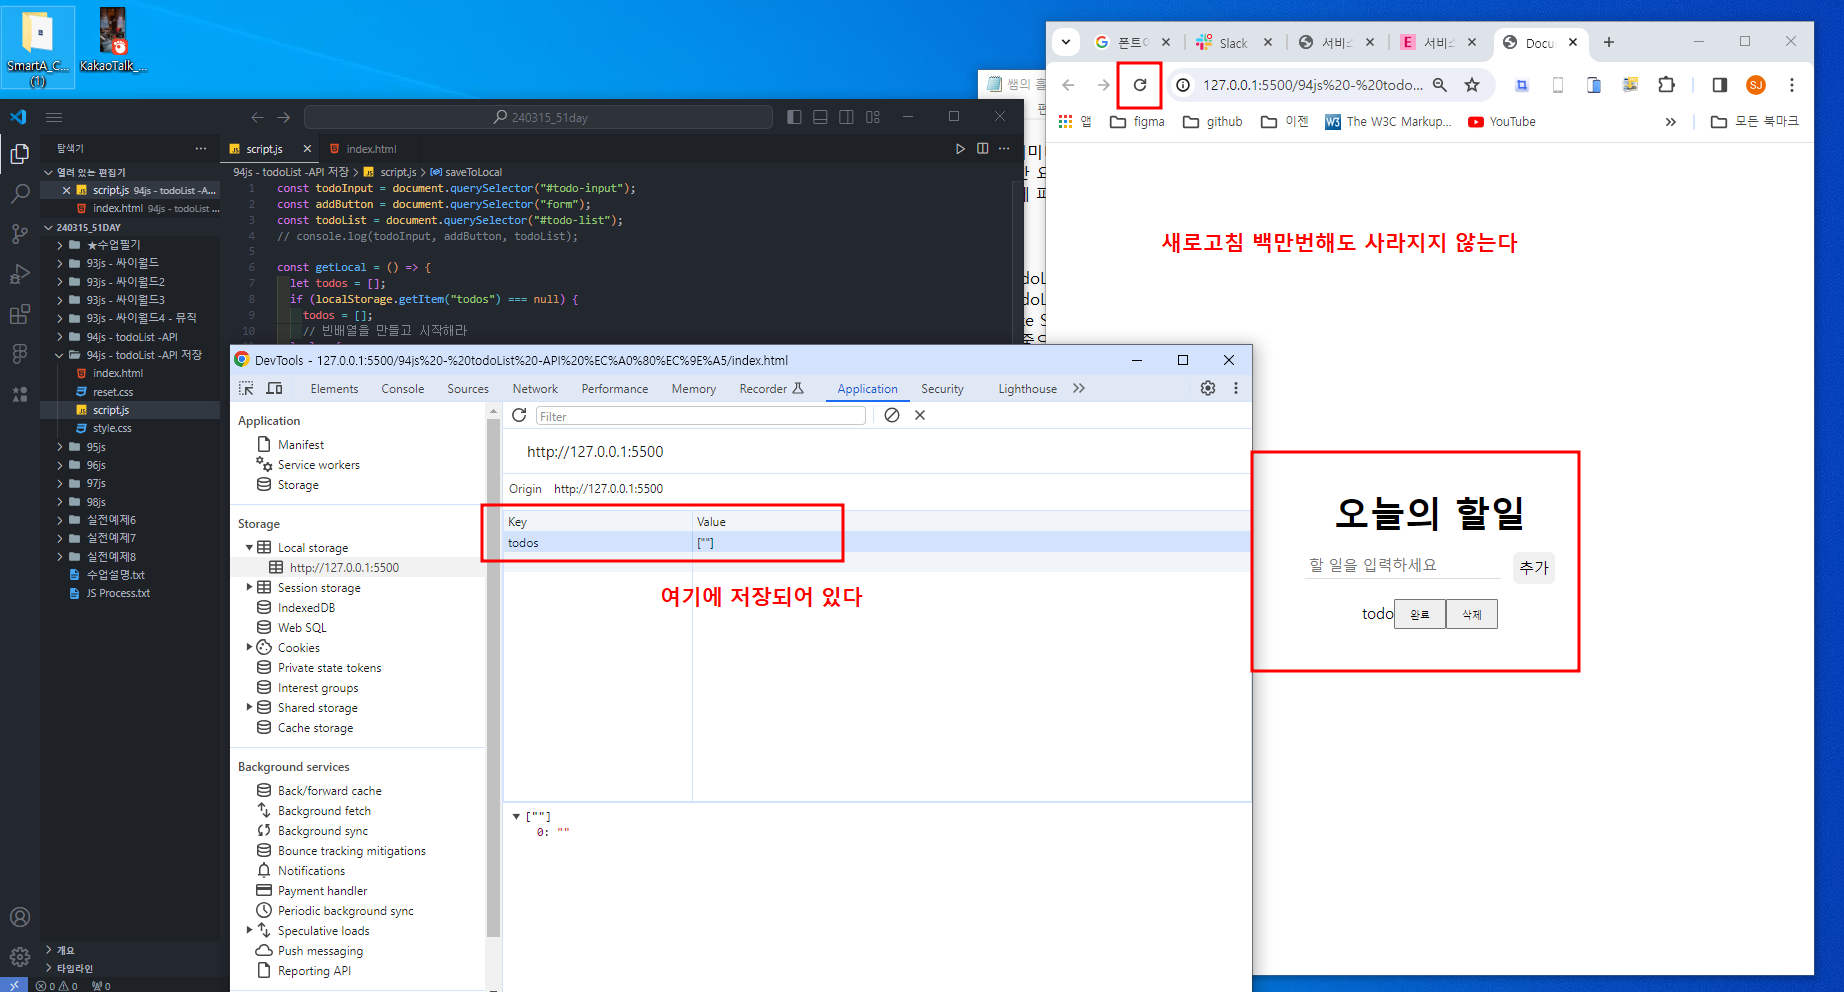 SmartA_C...
(1)
KakaoTalk_...
폰트ㅇ
Slack
서비ㅅ
서비ㅅ
Docu
127.0.0.1:5500/94js%20-%20todo...
SJ
앱
figma
github
이젠
The W3C Markup...
YouTube
모든 북마크
새로고침 백만번해도 사라지지 않는다
오늘의 할일
할 일을 입력하세요
추가
todo
완료
삭제
쌤의 흘
240315_51day
탐색기
열려 있는 편집기
script.js 94js - todoList -A...
index.html 94js - todoList ...
240315_51DAY
★수업필기
93js - 싸이월드
93js - 싸이월드2
93js - 싸이월드3
93js - 싸이월드4 - 뮤직
94js - todoList -API
94js - todoList -API 저장
index.html
reset.css
script.js
style.css
95js
96js
97js
98js
실전예제6
실전예제7
실전예제8
수업설명.txt
JS Process.txt
개요
타임라인
0 0 0
script.js
index.html
94js - todoList -API 저장 > script.js > saveToLocal
1 const todoInput = document.querySelector("#todo-input");
2 const addButton = document.querySelector("form");
3 const todoList = document.querySelector("#todo-list");
4 // console.log(todoInput, addButton, todoList);
5
6 const getLocal = () => {
7 let todos = [];
8 if (localStorage.getItem("todos") === null) {
9 todos = [];
10 // 빈배열을 만들고 시작해라
DevTools - 127.0.0.1:5500/94js%20-%20todoList%20-API%20%EC%A0%80%EC%9E%A5/index.html
Elements
Console
Sources
Network
Performance
Memory
Recorder
Application
Security
Lighthouse
Application
Manifest
Service workers
Storage
Storage
Local storage
http://127.0.0.1:5500
Session storage
IndexedDB
Web SQL
Cookies
Private state tokens
Interest groups
Shared storage
Cache storage
Background services
Back/forward cache
Background fetch
Background sync
Bounce tracking mitigations
Notifications
Payment handler
Periodic background sync
Speculative loads
Push messaging
Reporting API
Filter
http://127.0.0.1:5500
Origin http://127.0.0.1:5500
Key Value
todos [""]
여기에 저장되어 있다
[""]
0: ""